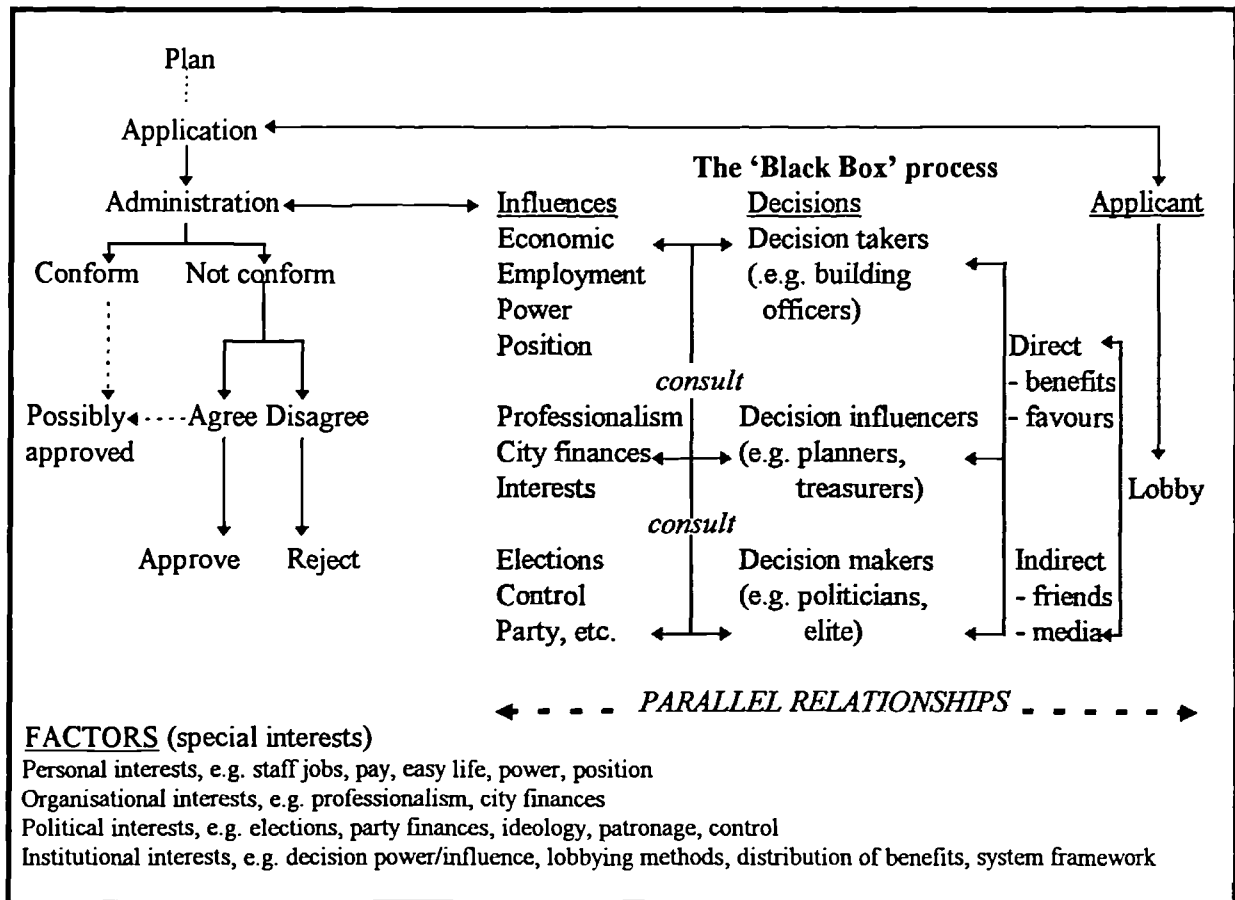 Plan
Application
The ‘Black Box’ process
Administration
Influences
Decisions
Applicant
Conform
Not conform
Economic
Employment
Power
Position
Decision takers
(.e.g. building
officers)
Direct
- benefits
- favours
consult
Possibly
approved
Agree
Disagree
Professionalism
City finances
Interests
Decision influencers
(e.g. planners,
treasurers)
Lobby
consult
Approve
Reject
Elections
Control
Party, etc.
Decision makers
(e.g. politicians,
elite)
Indirect
- friends
- media
PARALLEL RELATIONSHIPS
FACTORS (special interests)
Personal interests, e.g. staff jobs, pay, easy life, power, position
Organisational interests, e.g. professionalism, city finances
Political interests, e.g. elections, party finances, ideology, patronage, control
Institutional interests, e.g. decision power/influence, lobbying methods, distribution of benefits, system framework